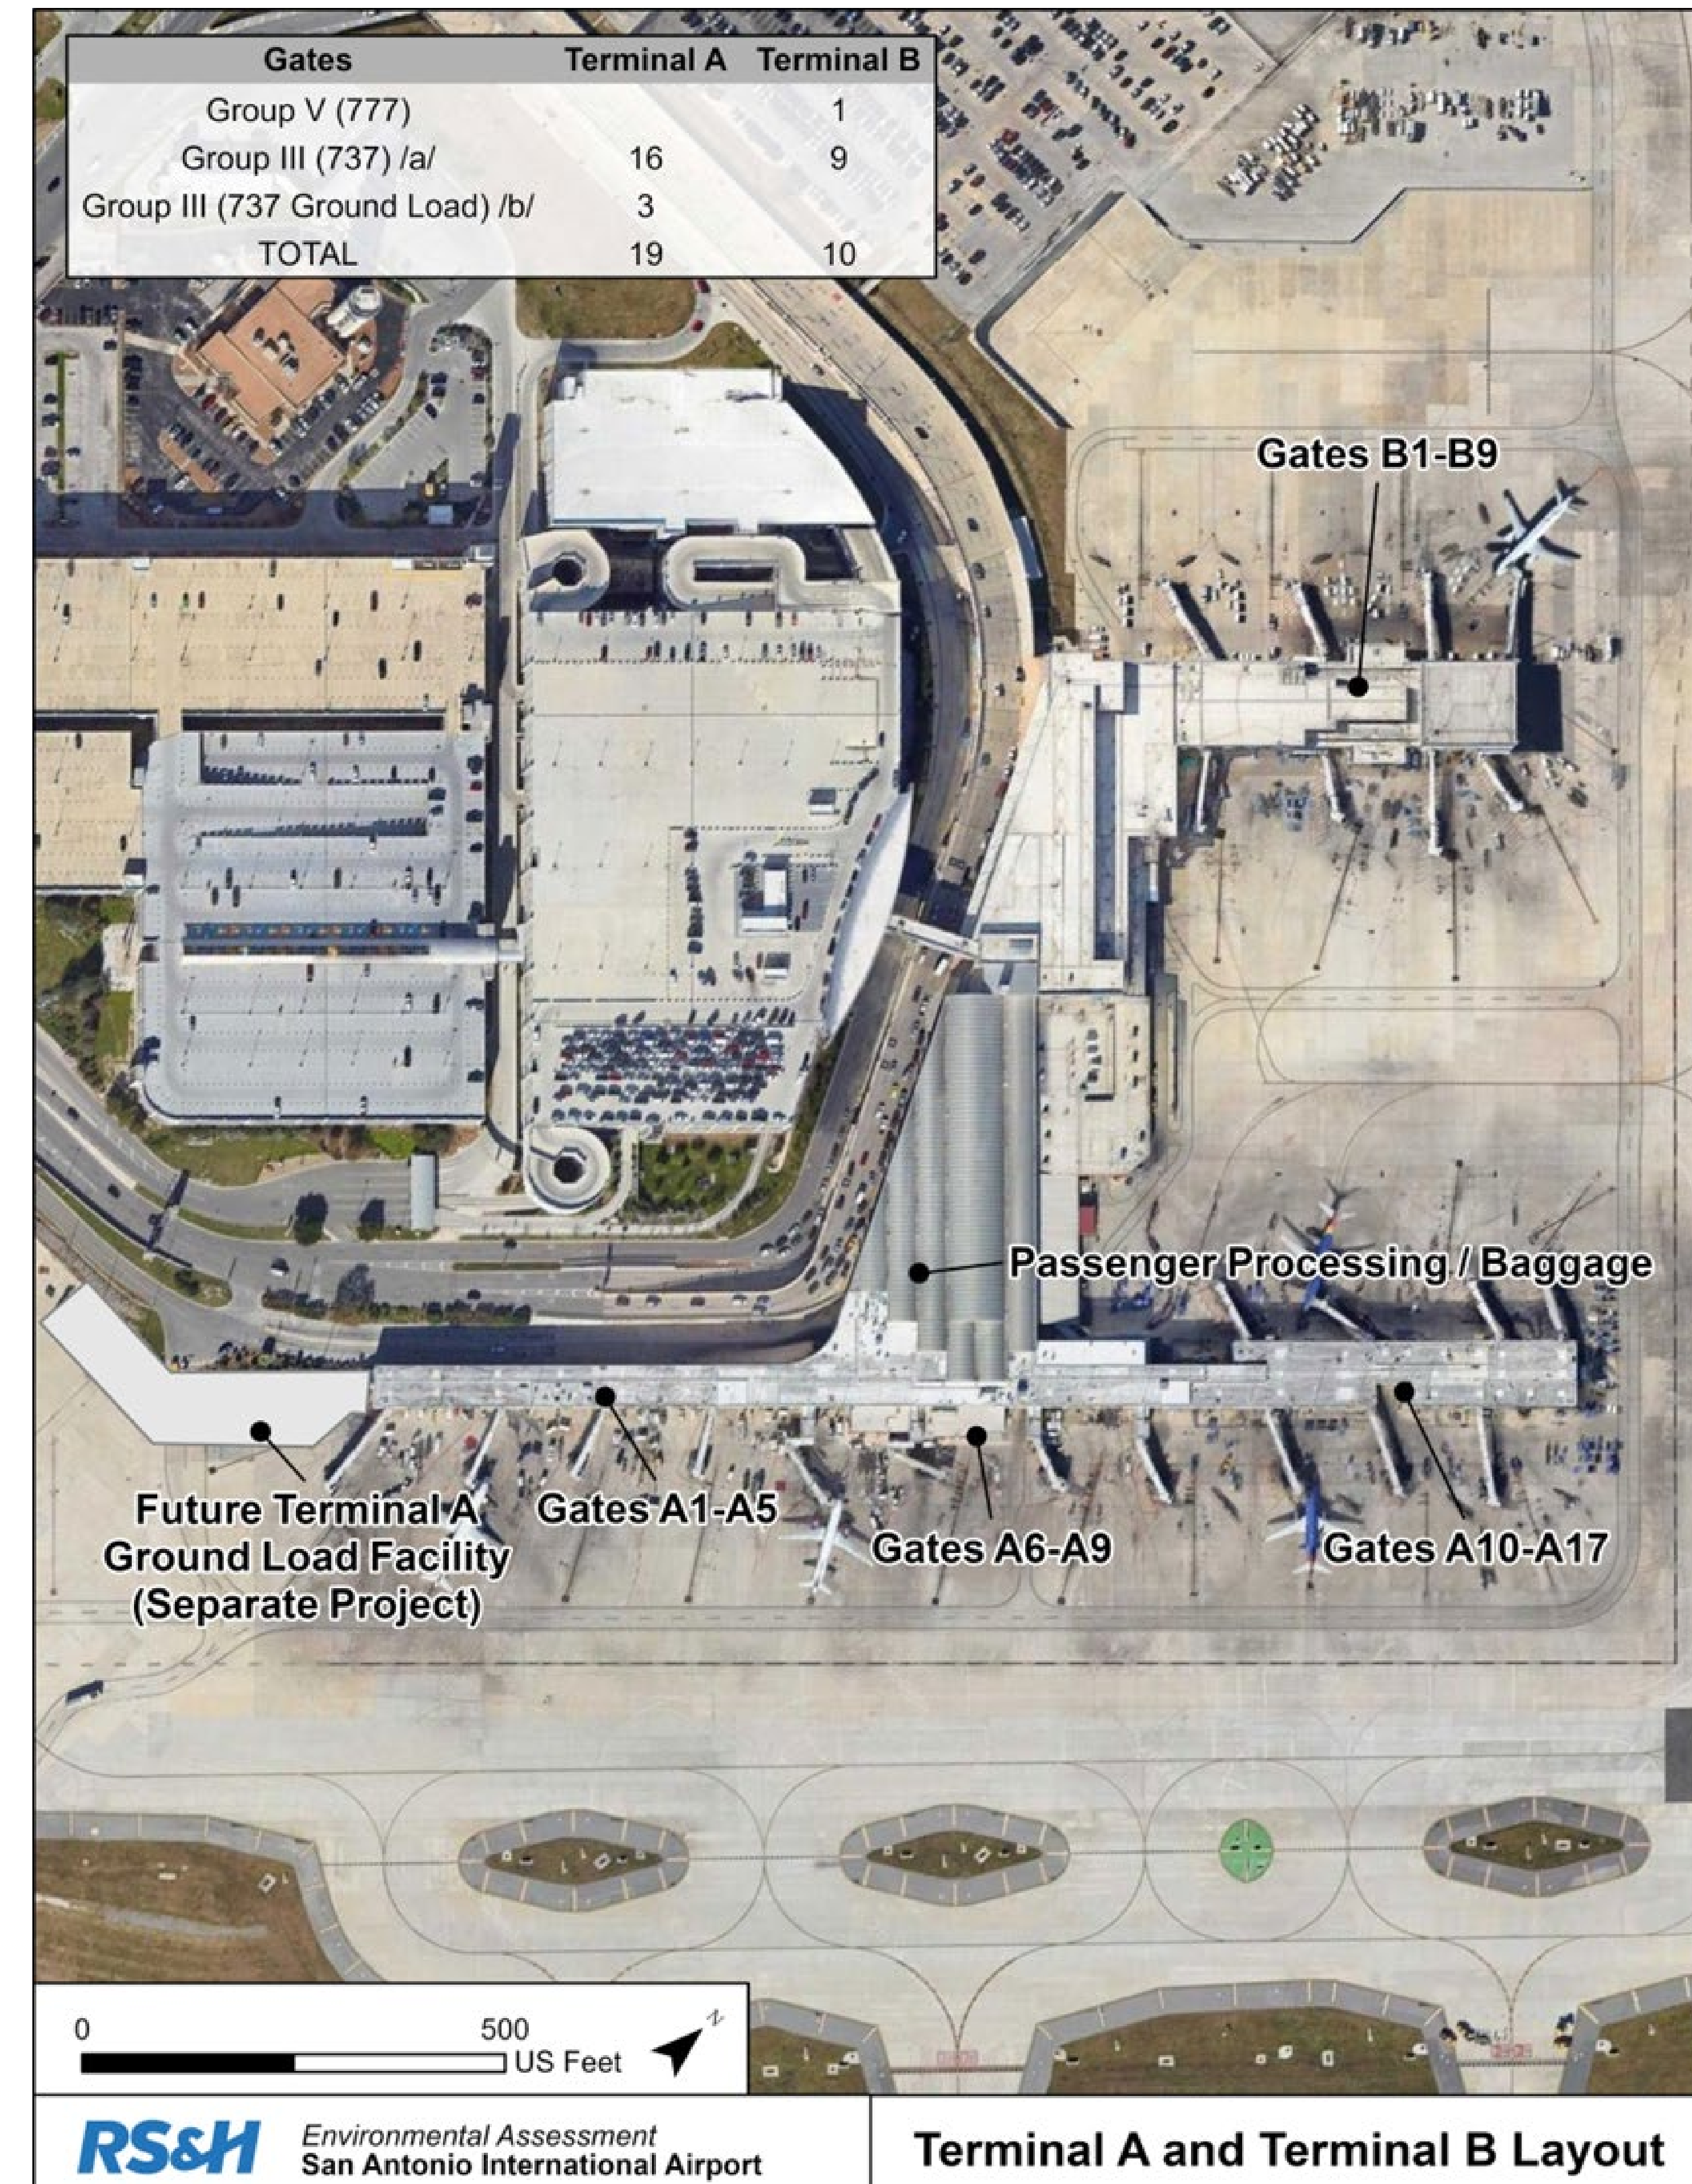 Gates Terminal A Terminal B
Group V (777) 1
Group III (737) /a/ 16 9
Group III (737 Ground Load) /b/ 3
TOTAL 19 10
Gates B1-B9
Passenger Processing / Baggage
Future Terminal A
Ground Load Facility
(Separate Project)
Gates A1-A5
Gates A6-A9
Gates A10-A17
0 500
US Feet
N
RS&H
Environmental Assessment
San Antonio International Airport
Terminal A and Terminal B Layout